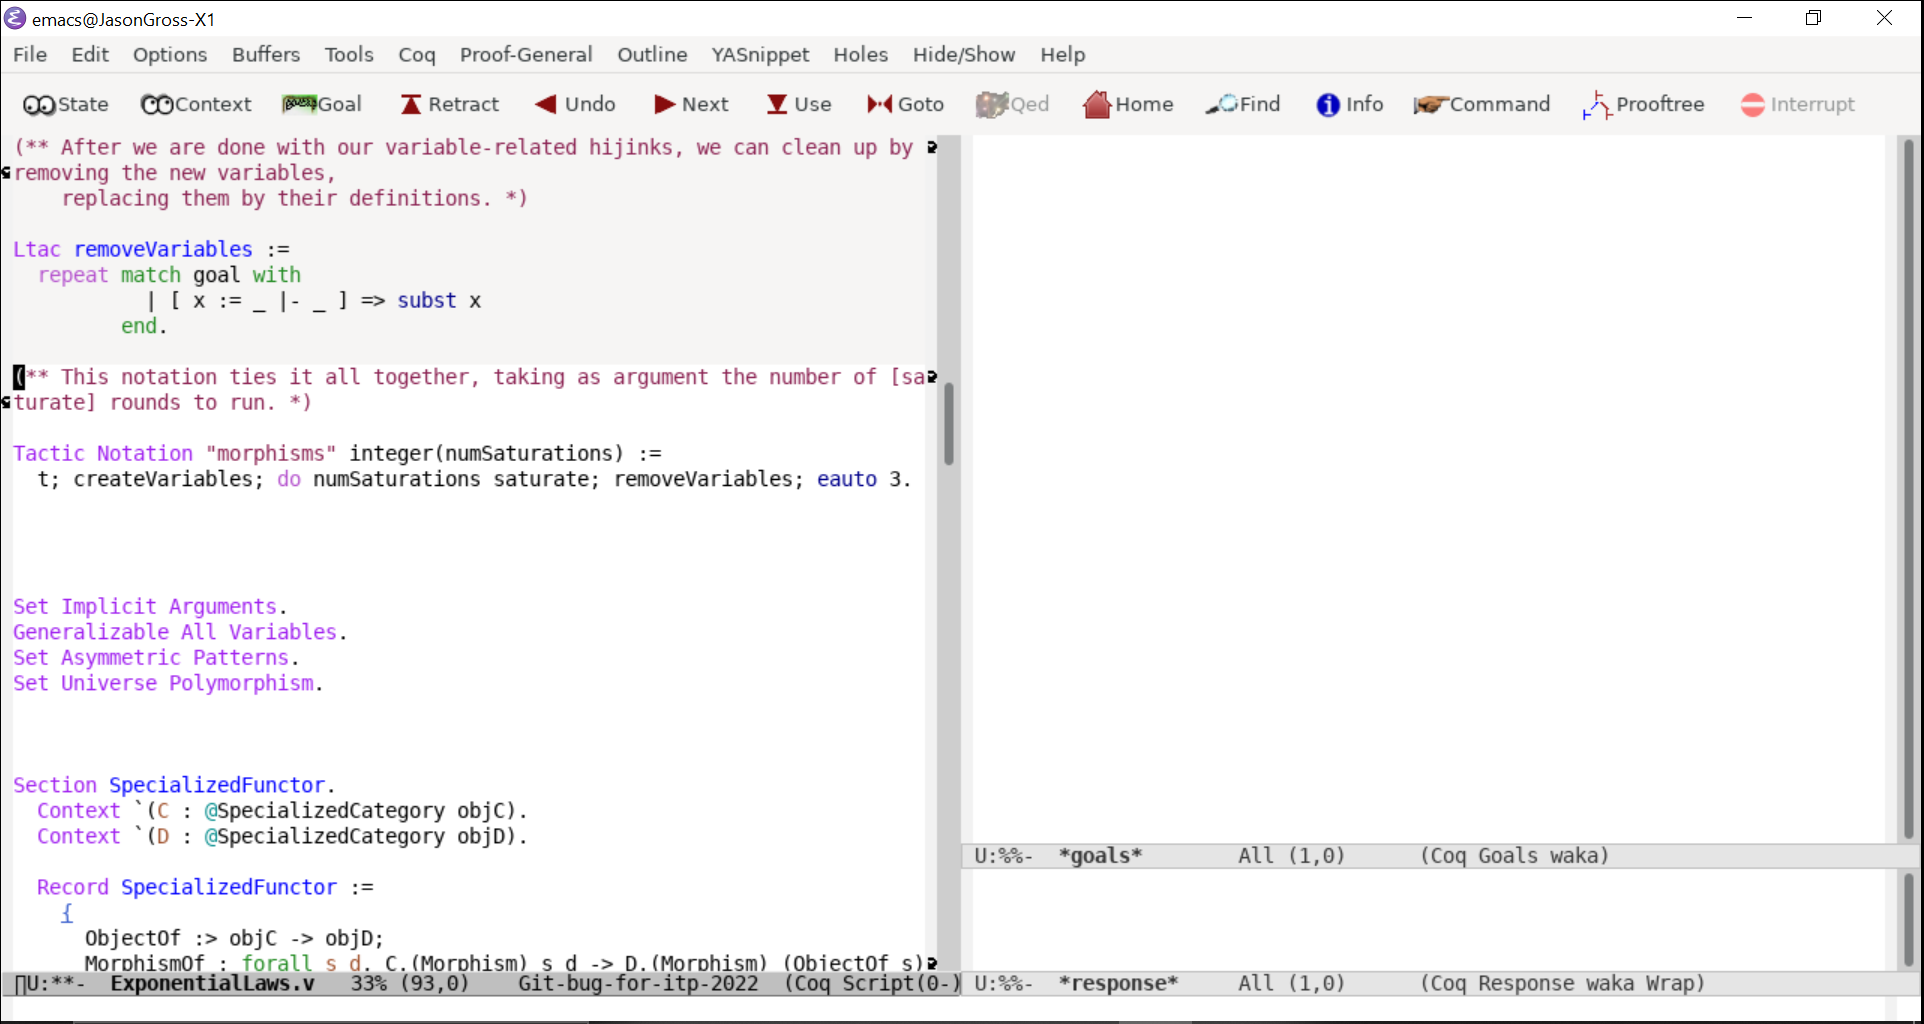 emacs@JasonGross-X1
File Edit Options Buffers Tools Coq Proof-General Outline YASnippet Holes Hide/Show Help
State Context Goal Retract Undo Next Use Goto Qed Home Find Info Command Prooftree Interrupt
(** After we are done with our variable-related hijinks, we can clean up by
removing the new variables,
    replacing them by their definitions. *)
Ltac removeVariables :=
  repeat match goal with
           | [ x := _ |- _ ] => subst x
         end.
(** This notation ties it all together, taking as argument the number of [sa
turate] rounds to run. *)
Tactic Notation "morphisms" integer(numSaturations) :=
  t; createVariables; do numSaturations saturate; removeVariables; eauto 3.
Set Implicit Arguments.
Generalizable All Variables.
Set Asymmetric Patterns.
Set Universe Polymorphism.
Section SpecializedFunctor.
  Context `(C : @SpecializedCategory objC).
  Context `(D : @SpecializedCategory objD).
  Record SpecializedFunctor :=
    {
      ObjectOf :> objC -> objD;
      MorphismOf : forall s d, C.(Morphism) s d -> D.(Morphism) (ObjectOf s)
U:**-  ExponentialLaws.v   33% (93,0)    Git-bug-for-itp-2022  (Coq Script(0-)
U:%%-  *goals*        All (1,0)      (Coq Goals waka)
U:%%-  *response*     All (1,0)      (Coq Response waka Wrap)